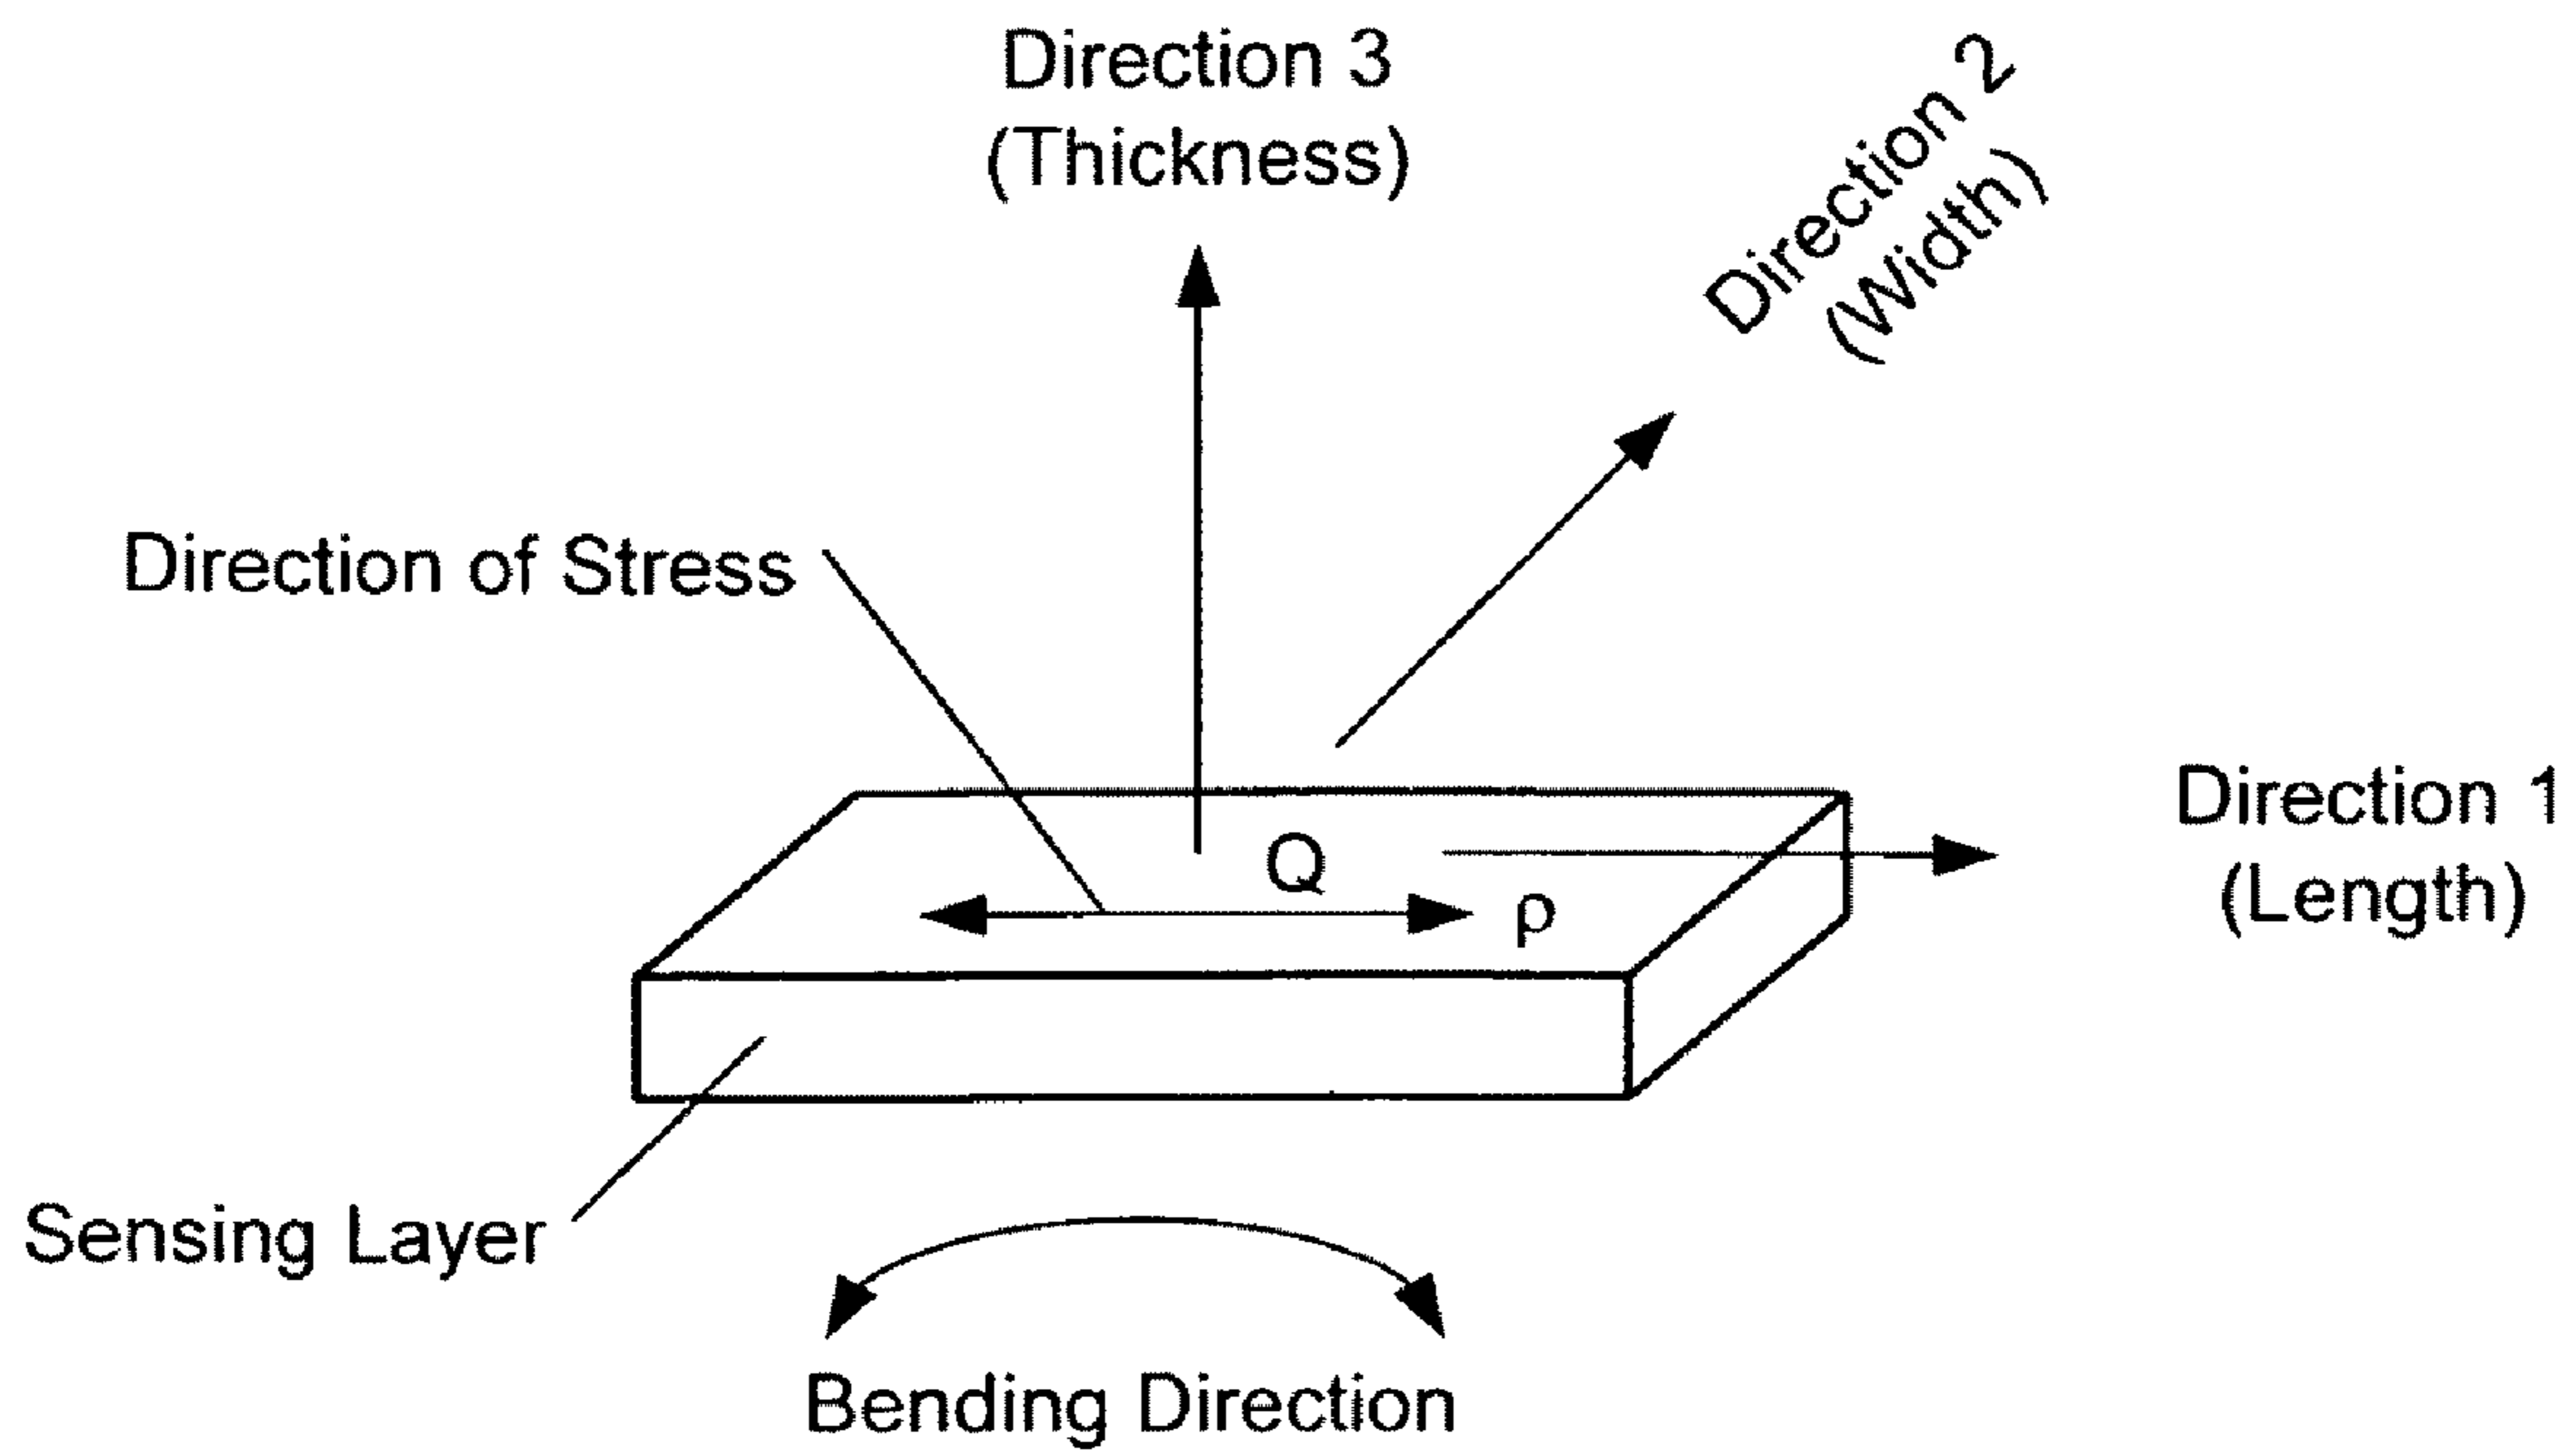 Direction 3
(Thickness)
Direction 2
(Width)
Direction of Stress
Direction 1
(Length)
Q
ρ
Sensing Layer
Bending Direction